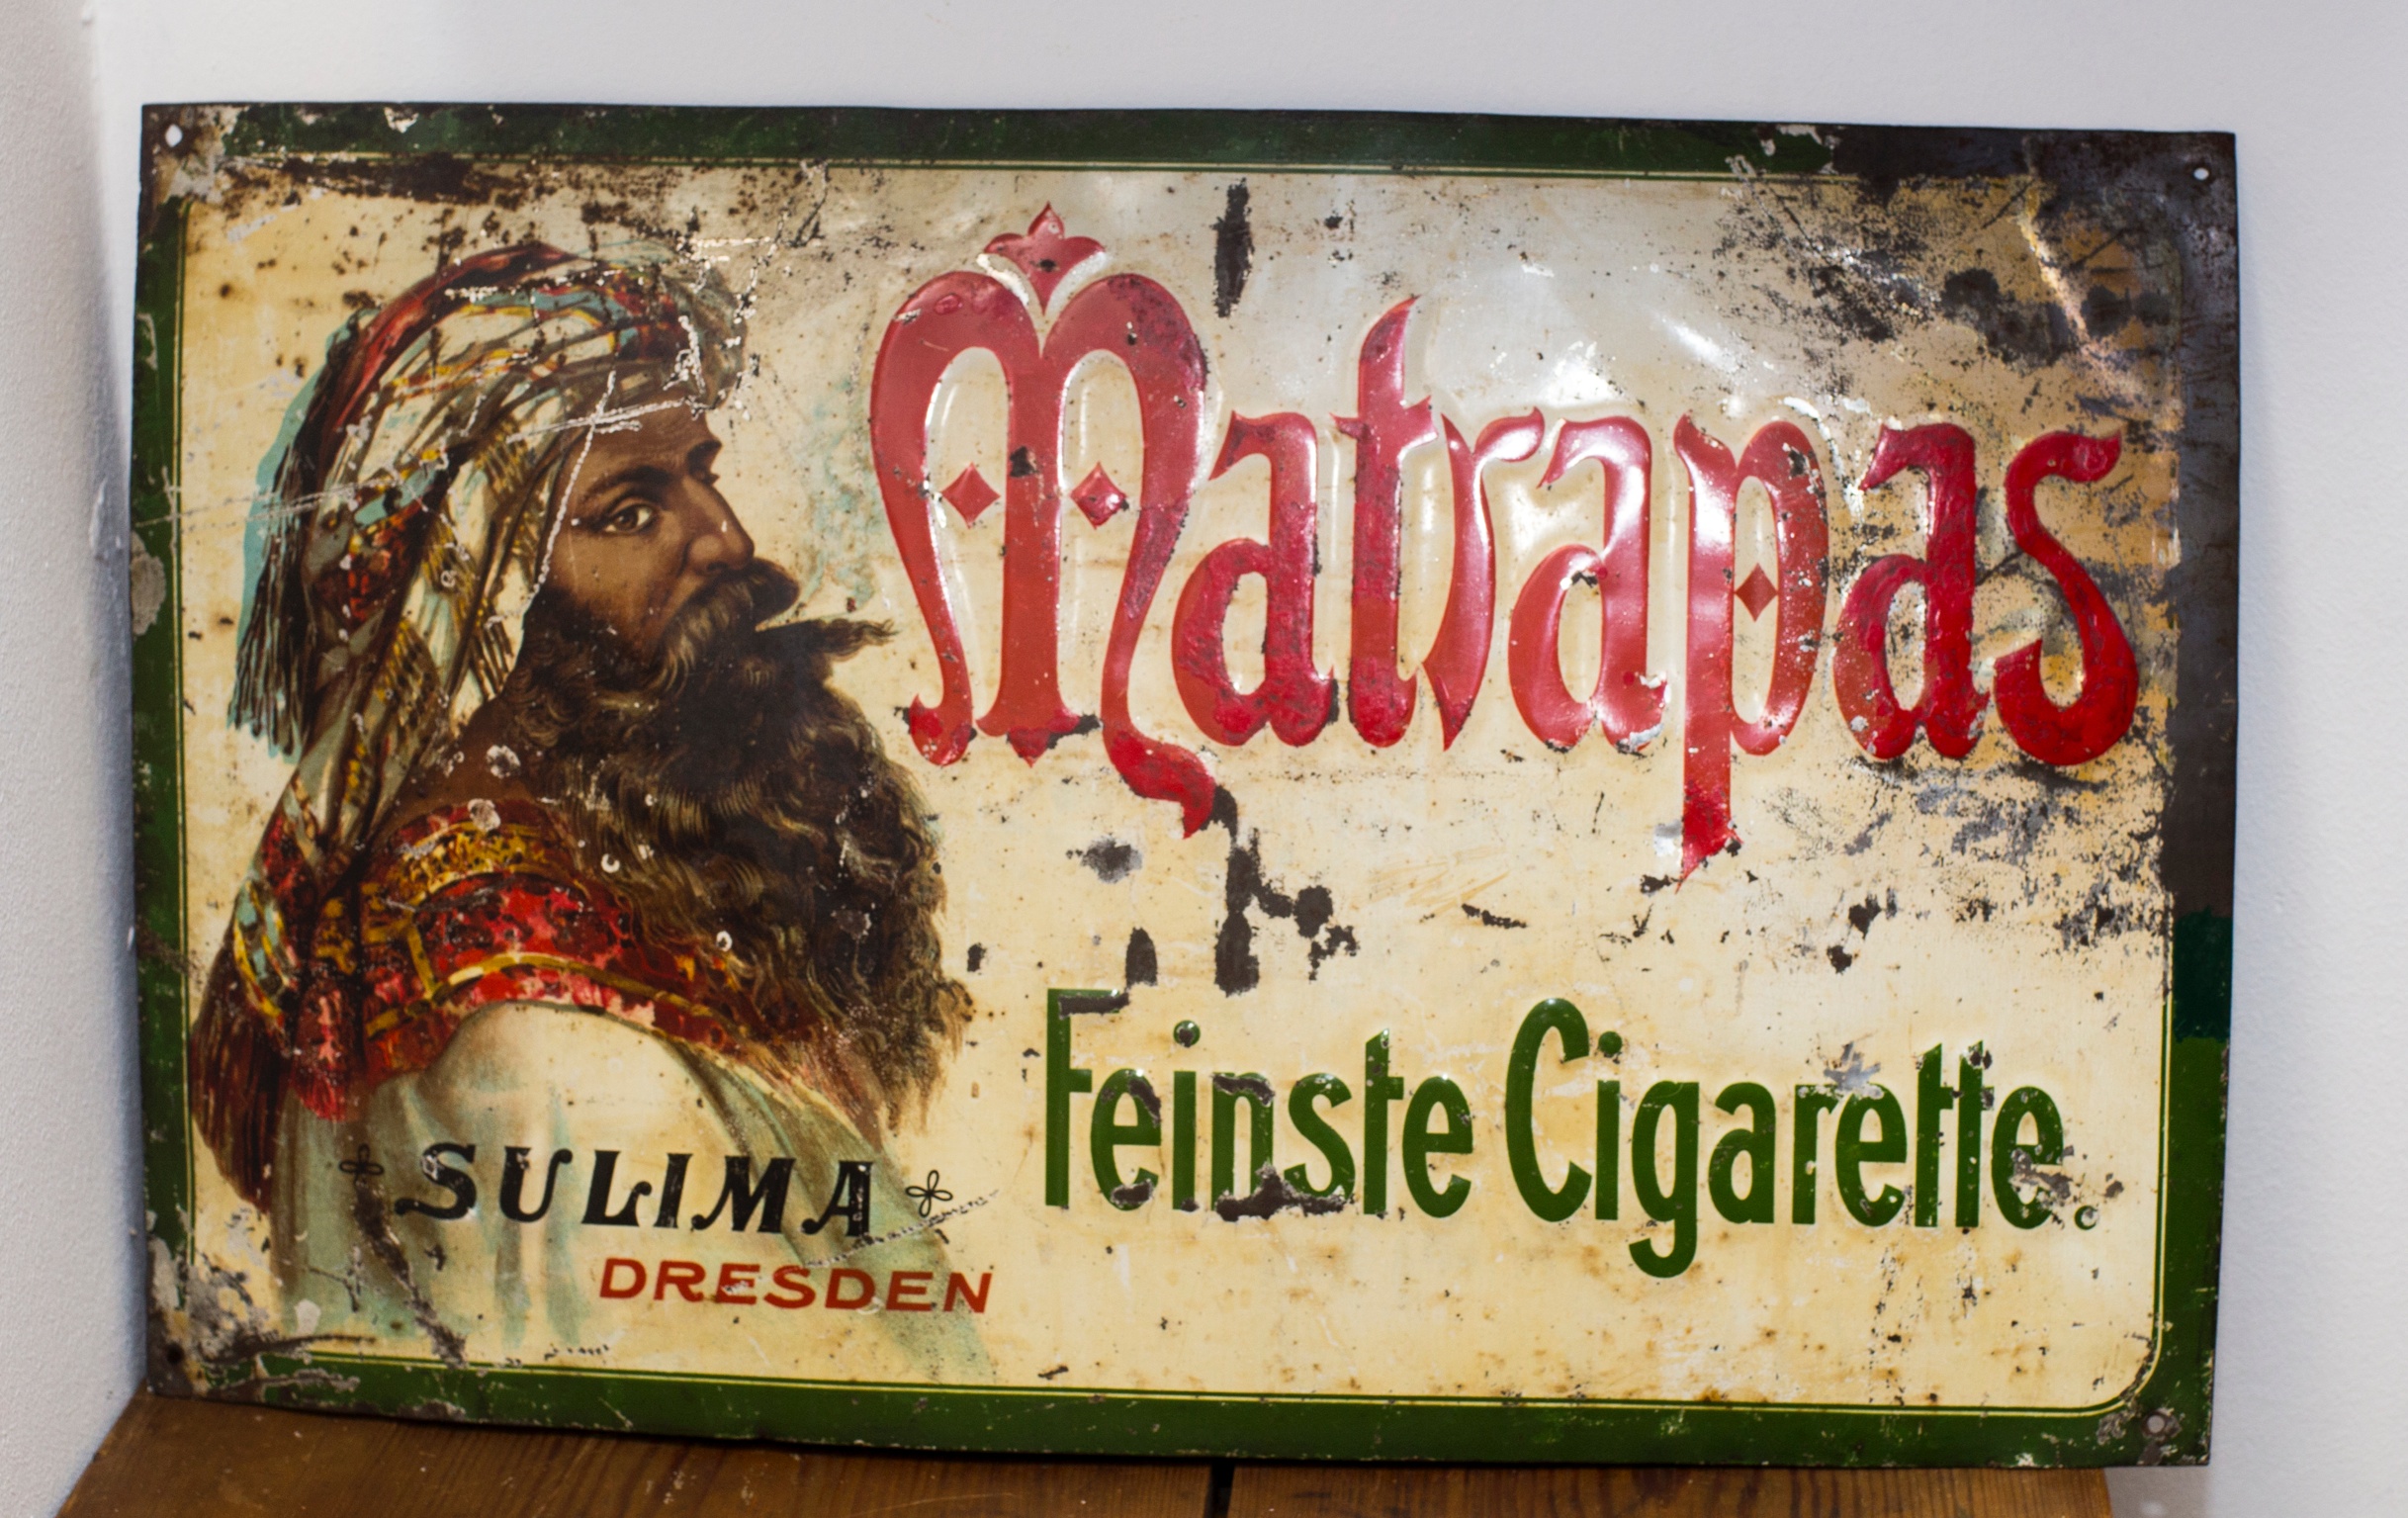 Matrapas
Feinste Cigarette.
SULIMA
DRESDEN